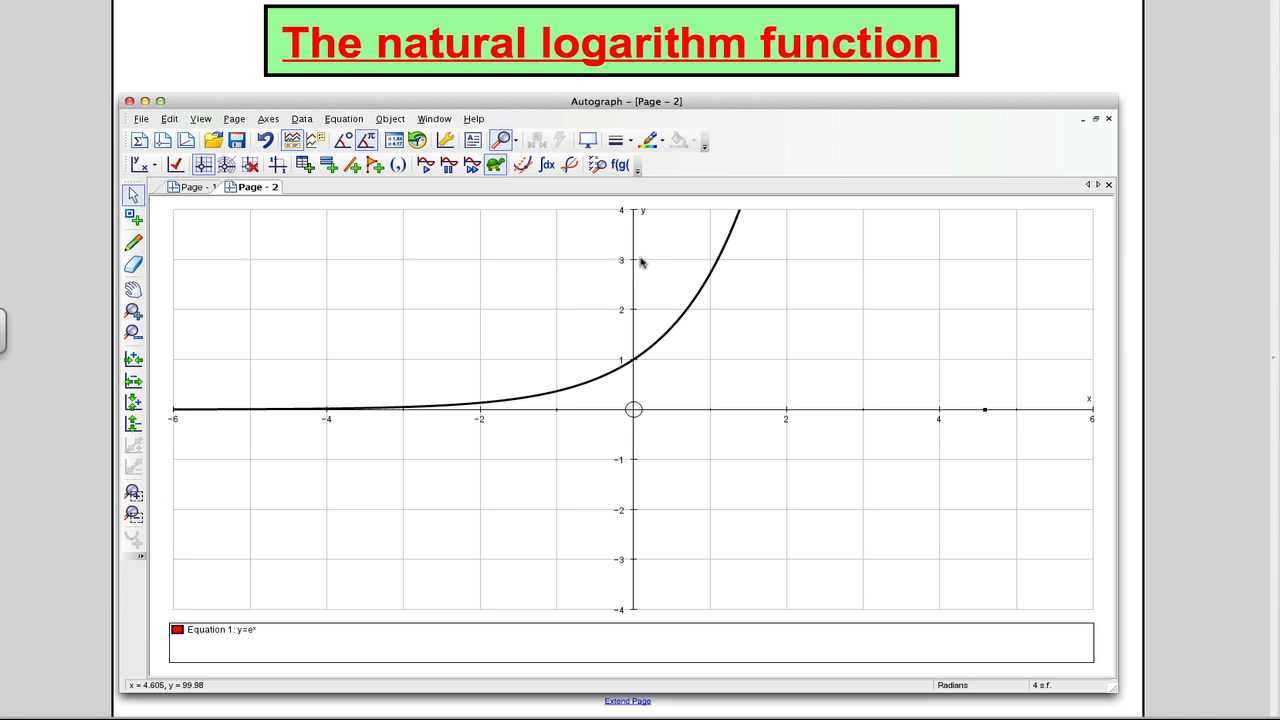 The natural logarithm function
Autograph - [Page - 2]
File Edit View Page Axes Data Equation Object Window Help
∫dx f(g(
Page - 1 Page - 2
4 y
3
2
1
x
-6 -4 -2 2 4 6
-1
-2
-3
-4
Equation 1: y=eˣ
x = 4.605, y = 99.98 Radians 4 s.f.
Extend Page